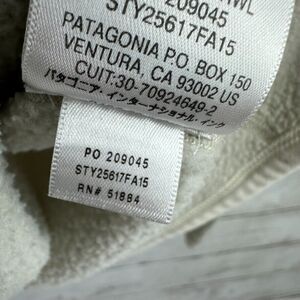 209045
STY25617FA15
PATAGONIA P.O. BOX 150
VENTURA, CA 93002 US
CUIT:30-70924649-2
パタゴニア・インターナショナル・インク
PO 209045
STY25617FA15
RN# 51884